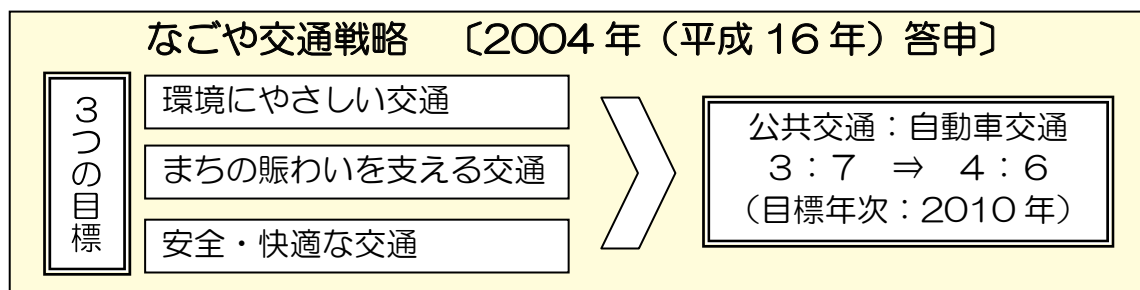 なごや交通戦略 〔2004年（平成16年）答申〕
3つの目標
環境にやさしい交通
まちの賑わいを支える交通
安全・快適な交通
公共交通：自動車交通
3：7 ⇒ 4：6
（目標年次：2010年）